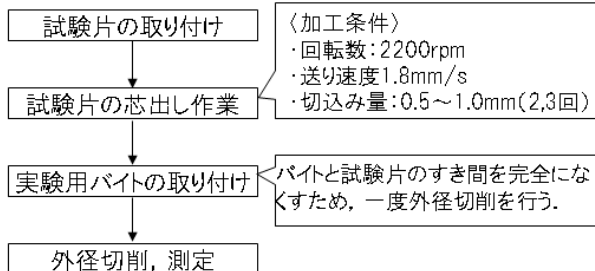 試験片の取り付け
試験片の芯出し作業
実験用バイトの取り付け
外径切削, 測定
〈加工条件〉
・回転数:2200rpm
・送り速度1.8mm/s
・切込み量:0.5~1.0mm(2,3回)
バイトと試験片のすき間を完全にな
くすため, 一度外径切削を行う.